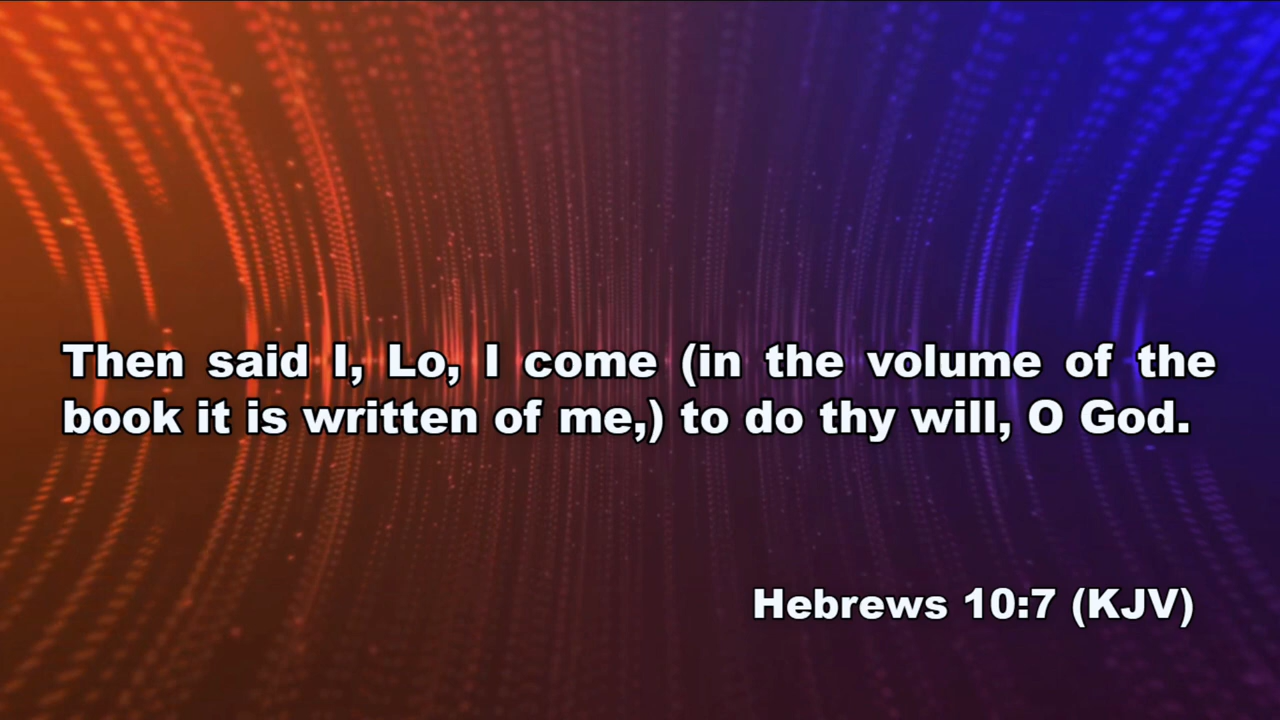 Then said I, Lo, I come (in the volume of the
book it is written of me,) to do thy will, O God.
Hebrews 10:7 (KJV)